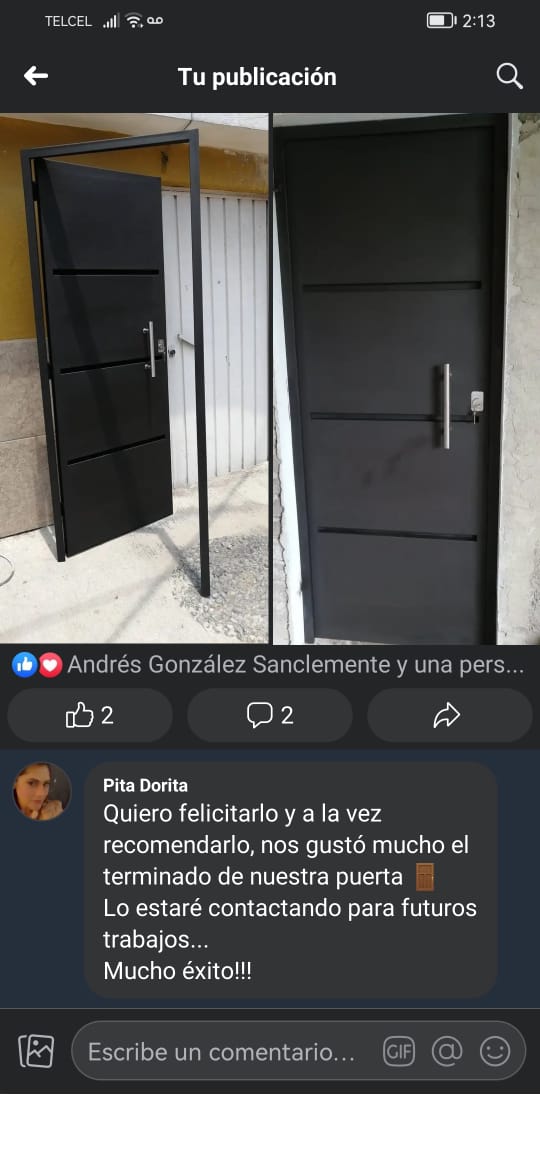 TELCEL 2:13
Tu publicación
Andrés González Sanclemente y una pers...
2 2
Pita Dorita
Quiero felicitarlo y a la vez
recomendarlo, nos gustó mucho el
terminado de nuestra puerta 🚪
Lo estaré contactando para futuros
trabajos...
Mucho éxito!!!
Escribe un comentario... GIF @